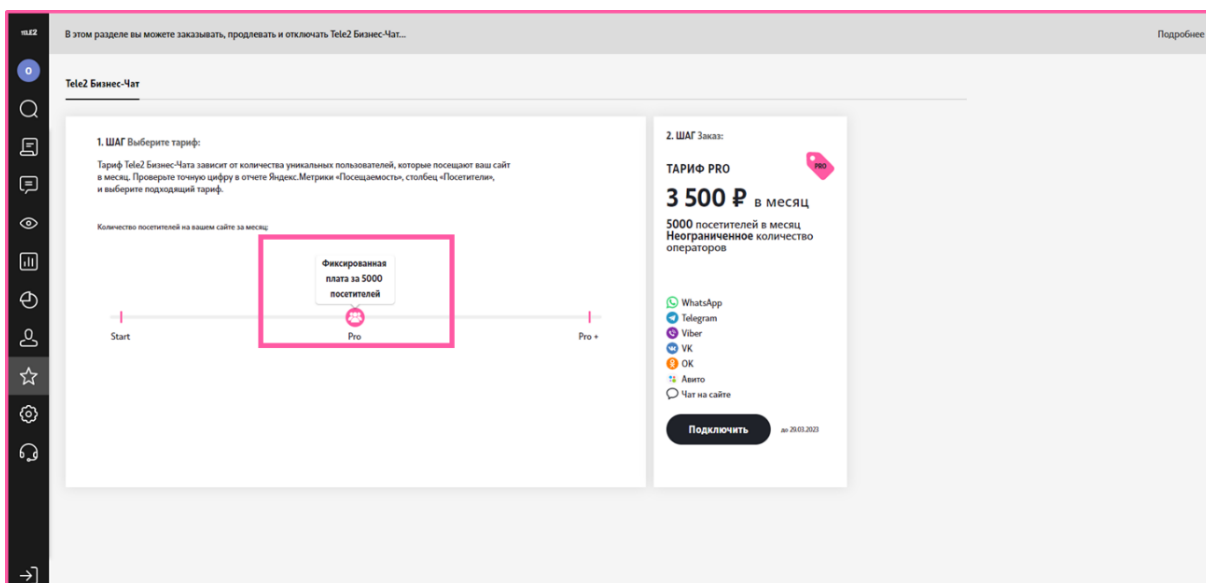 TELE2
В этом разделе вы можете заказывать, продлевать и отключать Tele2 Бизнес-Чат...
Подробнее
O
Tele2 Бизнес-Чат
1. ШАГ Выберите тариф:
Тариф Tele2 Бизнес-Чата зависит от количества уникальных пользователей, которые посещают ваш сайт
в месяц. Проверьте точную цифру в отчете Яндекс.Метрики «Посещаемость», столбец «Посетители»,
и выберите подходящий тариф.
Количество посетителей на вашем сайте за месяц:
Фиксированная
плата за 5000
посетителей
Start
Pro
Pro +
2. ШАГ Заказ:
ТАРИФ PRO
PRO
3 500 ₽ в месяц
5000 посетителей в месяц
Неограниченное количество
операторов
WhatsApp
Telegram
Viber
VK
OK
Авито
Чат на сайте
Подключить
до 29.03.2023